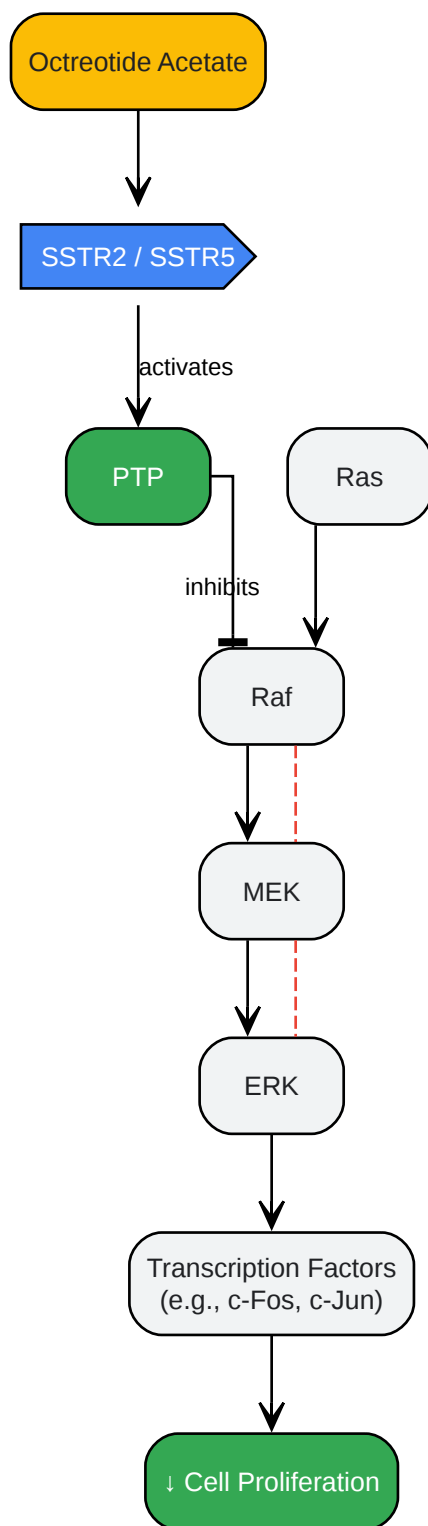 Octreotide Acetate
SSTR2 / SSTR5
activates
PTP
Ras
inhibits
Raf
MEK
ERK
Transcription Factors
(e.g., c-Fos, c-Jun)
↓ Cell Proliferation